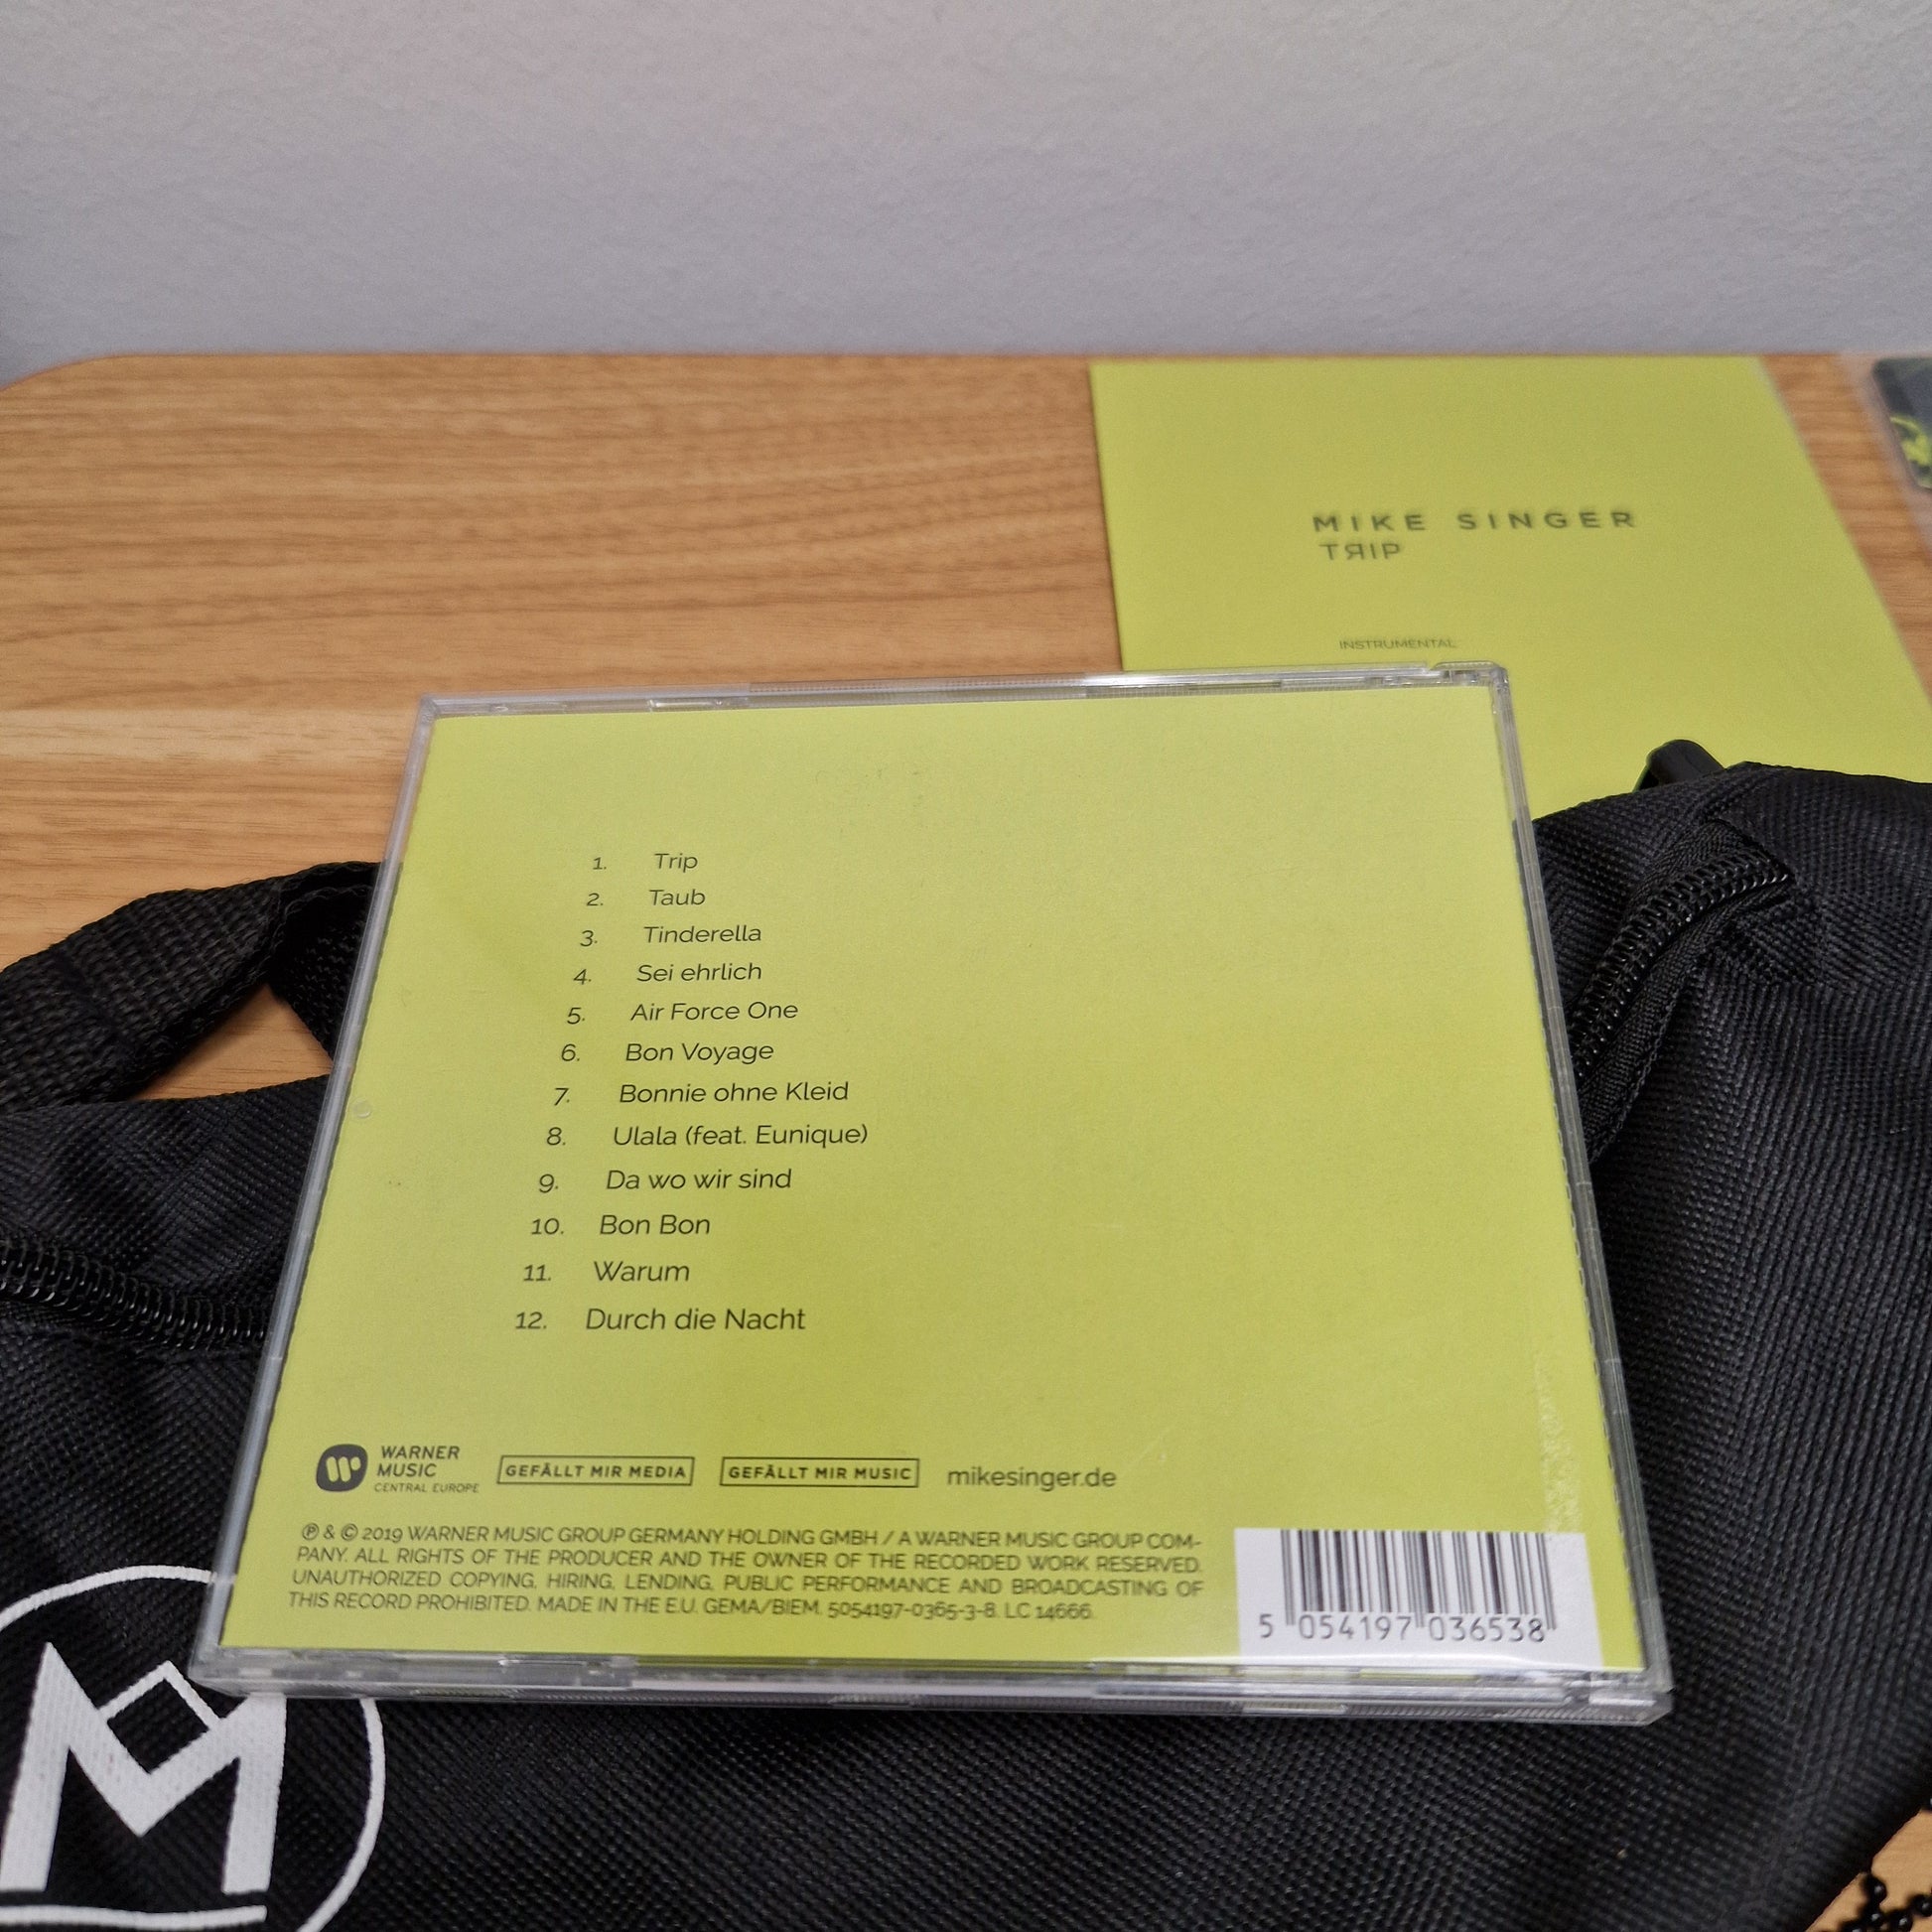 MIKE SINGER
TЯIP
INSTRUMENTAL
1. Trip
2. Taub
3. Tinderella
4. Sei ehrlich
5. Air Force One
6. Bon Voyage
7. Bonnie ohne Kleid
8. Ulala (feat. Eunique)
9. Da wo wir sind
10. Bon Bon
11. Warum
12. Durch die Nacht
WARNER
MUSIC
CENTRAL EUROPE
GEFÄLLT MIR MEDIA
GEFÄLLT MIR MUSIC
mikesinger.de
℗ & © 2019 WARNER MUSIC GROUP GERMANY HOLDING GMBH / A WARNER MUSIC GROUP COM-
PANY. ALL RIGHTS OF THE PRODUCER AND THE OWNER OF THE RECORDED WORK RESERVED.
UNAUTHORIZED COPYING, HIRING, LENDING, PUBLIC PERFORMANCE AND BROADCASTING OF
THIS RECORD PROHIBITED. MADE IN THE E.U. GEMA/BIEM. 5054197-0365-3-8. LC 14666.
5 054197 036538
M